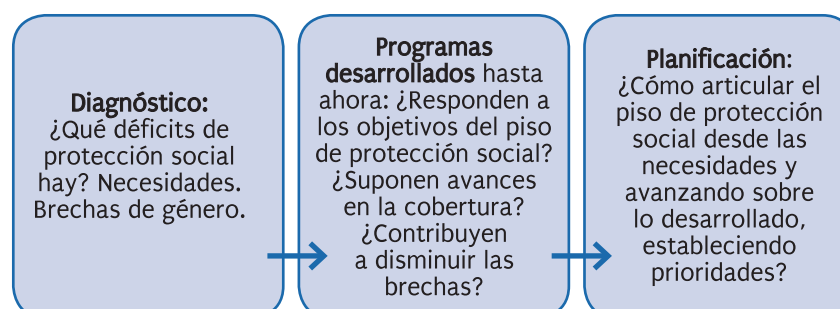 Diagnóstico:
¿Qué déficits de
protección social
hay? Necesidades.
Brechas de género.
Programas
desarrollados hasta
ahora: ¿Responden a
los objetivos del piso
de protección social?
¿Suponen avances
en la cobertura?
¿Contribuyen
a disminuir las
brechas?
Planificación:
¿Cómo articular el
piso de protección
social desde las
necesidades y
avanzando sobre
lo desarrollado,
estableciendo
prioridades?